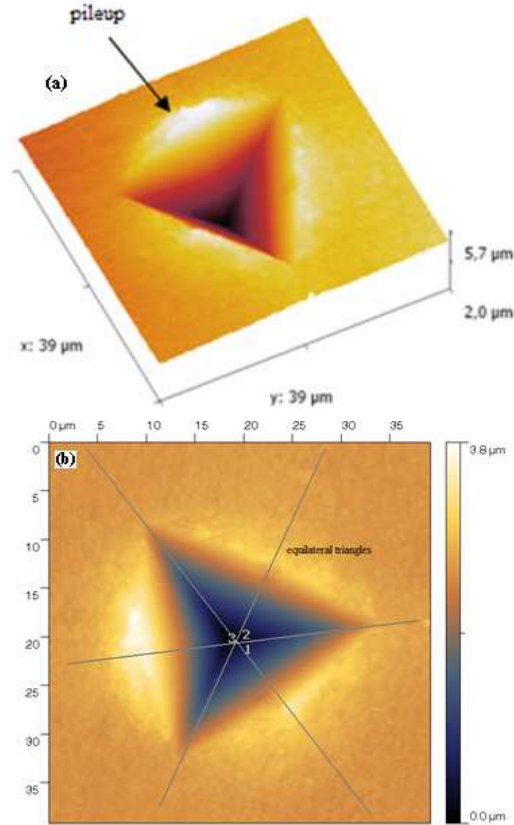 pileup
(a)
5,7 µm
2,0 µm
x: 39 µm
y: 39 µm
0 µm 5 10 15 20 25 30 35
0
5
10
15
20
25
30
35
(b)
3.8 µm
equilateral triangles
3 2
1
0.0 µm